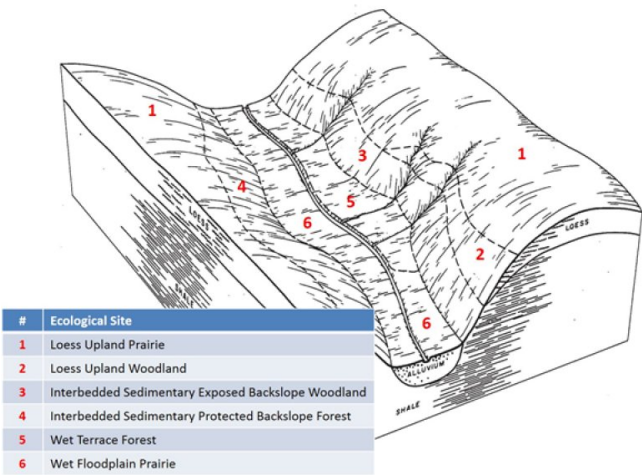 1
1
3
4
5
6
2
6
LOESS
LOESS
SHALE
ALLUVIUM
SHALE
# Ecological Site
1 Loess Upland Prairie
2 Loess Upland Woodland
3 Interbedded Sedimentary Exposed Backslope Woodland
4 Interbedded Sedimentary Protected Backslope Forest
5 Wet Terrace Forest
6 Wet Floodplain Prairie